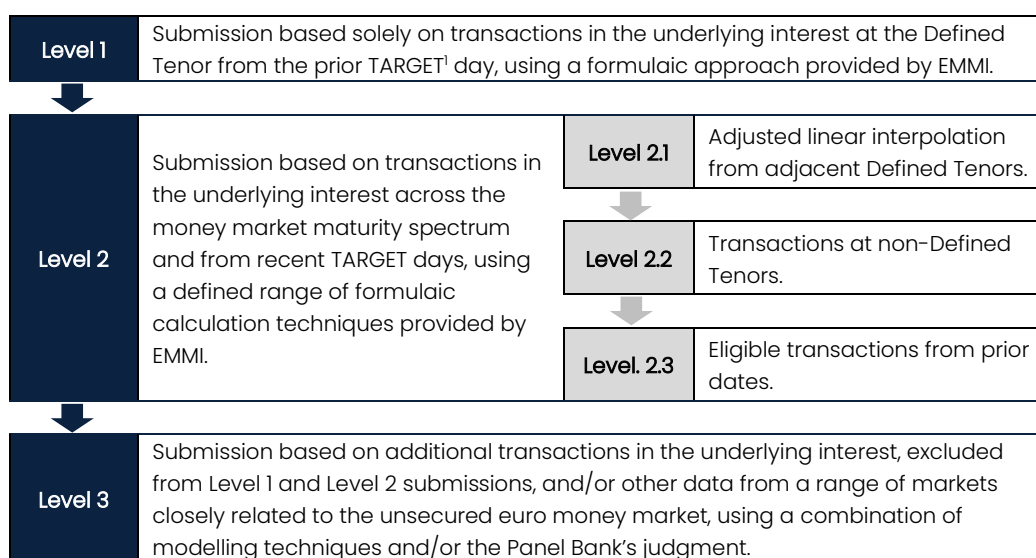 Level 1
Submission based solely on transactions in the underlying interest at the Defined
Tenor from the prior TARGET¹ day, using a formulaic approach provided by EMMI.
Level 2
Submission based on transactions in
the underlying interest across the
money market maturity spectrum
and from recent TARGET days, using
a defined range of formulaic
calculation techniques provided by
EMMI.
Level 2.1
Adjusted linear interpolation
from adjacent Defined Tenors.
Level 2.2
Transactions at non-Defined
Tenors.
Level. 2.3
Eligible transactions from prior
dates.
Level 3
Submission based on additional transactions in the underlying interest, excluded
from Level 1 and Level 2 submissions, and/or other data from a range of markets
closely related to the unsecured euro money market, using a combination of
modelling techniques and/or the Panel Bank's judgment.